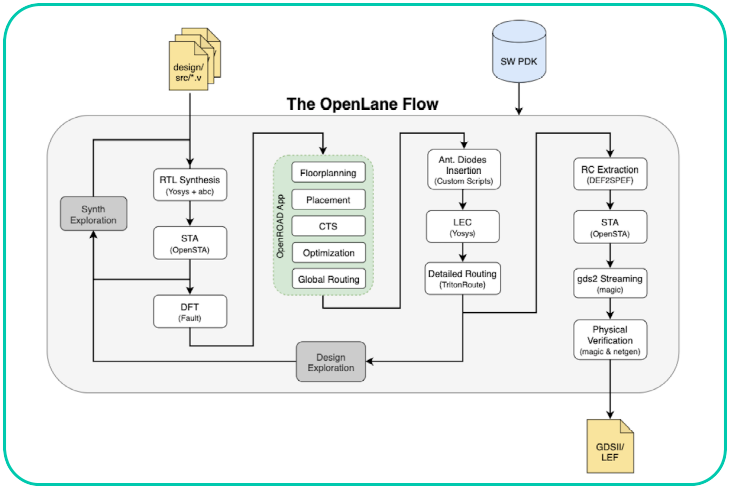 design/
src/*.v
SW PDK
The OpenLane Flow
Synth
Exploration
RTL Synthesis
(Yosys + abc)
STA
(OpenSTA)
DFT
(Fault)
OpenROAD App
Floorplanning
Placement
CTS
Optimization
Global Routing
Design
Exploration
Ant. Diodes
Insertion
(Custom Scripts)
LEC
(Yosys)
Detailed Routing
(TritonRoute)
RC Extraction
(DEF2SPEF)
STA
(OpenSTA)
gds2 Streaming
(magic)
Physical
Verification
(magic & netgen)
GDSII/
LEF